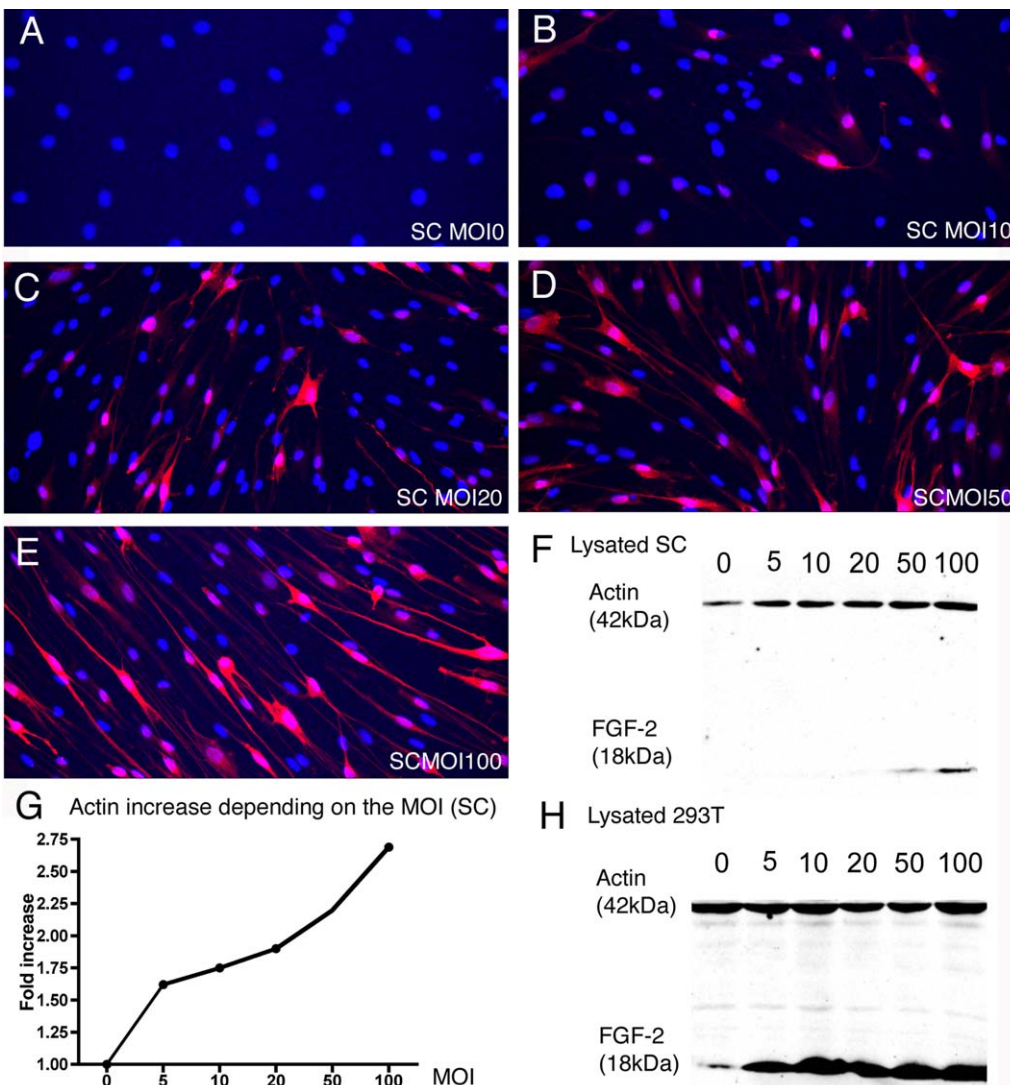 A
SC MOI0
B
SC MOI10
C
SC MOI20
D
SCMOI50
E
SCMOI100
F Lysated SC
0 5 10 20 50 100
Actin
(42kDa)
FGF-2
(18kDa)
G Actin increase depending on the MOI (SC)
Fold increase
2.75
2.50
2.25
2.00
1.75
1.50
1.25
1.00
0 5 10 20 50 100 MOI
H Lysated 293T
0 5 10 20 50 100
Actin
(42kDa)
FGF-2
(18kDa)